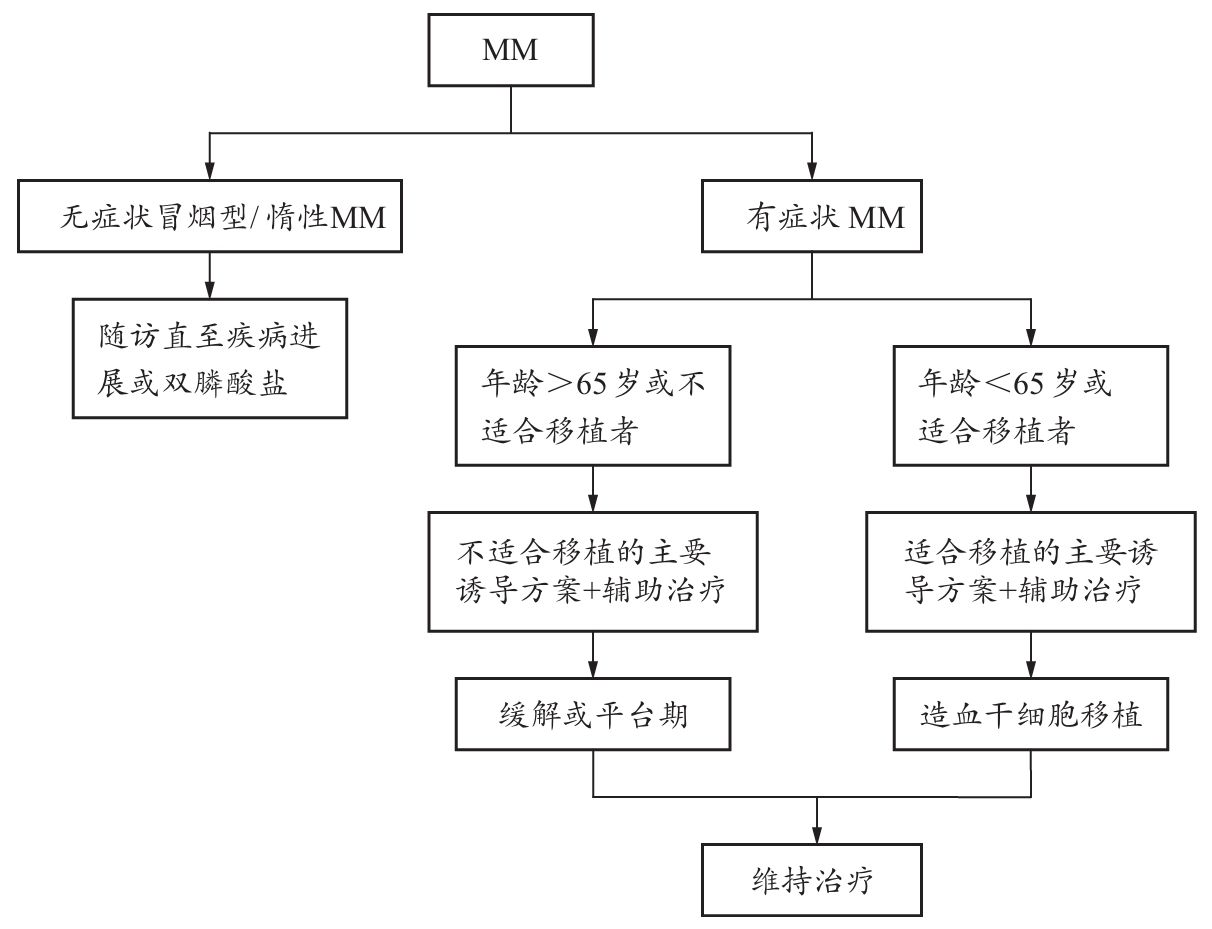 MM
无症状冒烟型/惰性MM
有症状 MM
随访直至疾病进
展或双膦酸盐
年龄＞65岁或不
适合移植者
年龄＜65岁或
适合移植者
不适合移植的主要
诱导方案+辅助治疗
适合移植的主要诱
导方案+辅助治疗
缓解或平台期
造血干细胞移植
维持治疗